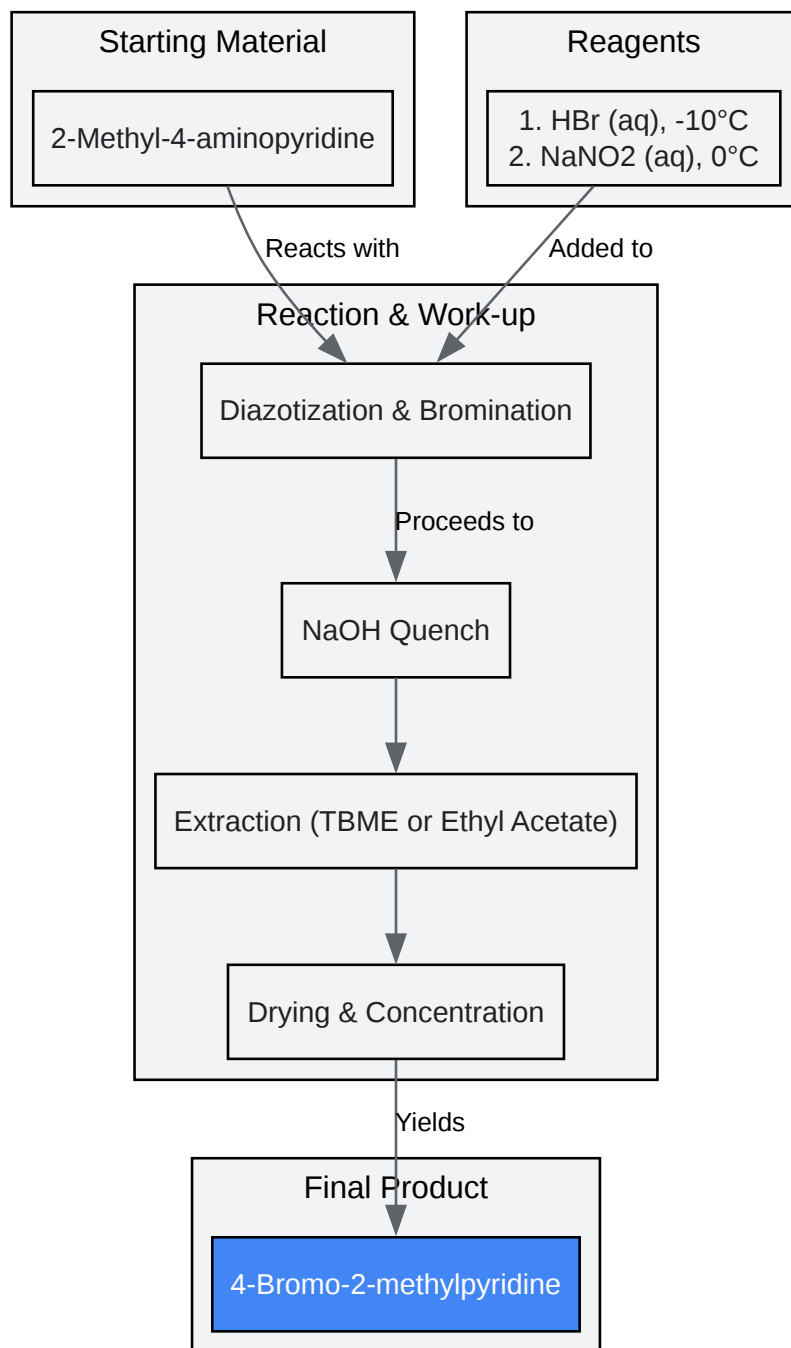 Starting Material
Reagents
2-Methyl-4-aminopyridine
1. HBr (aq), -10°C
2. NaNO2 (aq), 0°C
Reacts with
Added to
Reaction & Work-up
Diazotization & Bromination
Proceeds to
NaOH Quench
Extraction (TBME or Ethyl Acetate)
Drying & Concentration
Yields
Final Product
4-Bromo-2-methylpyridine